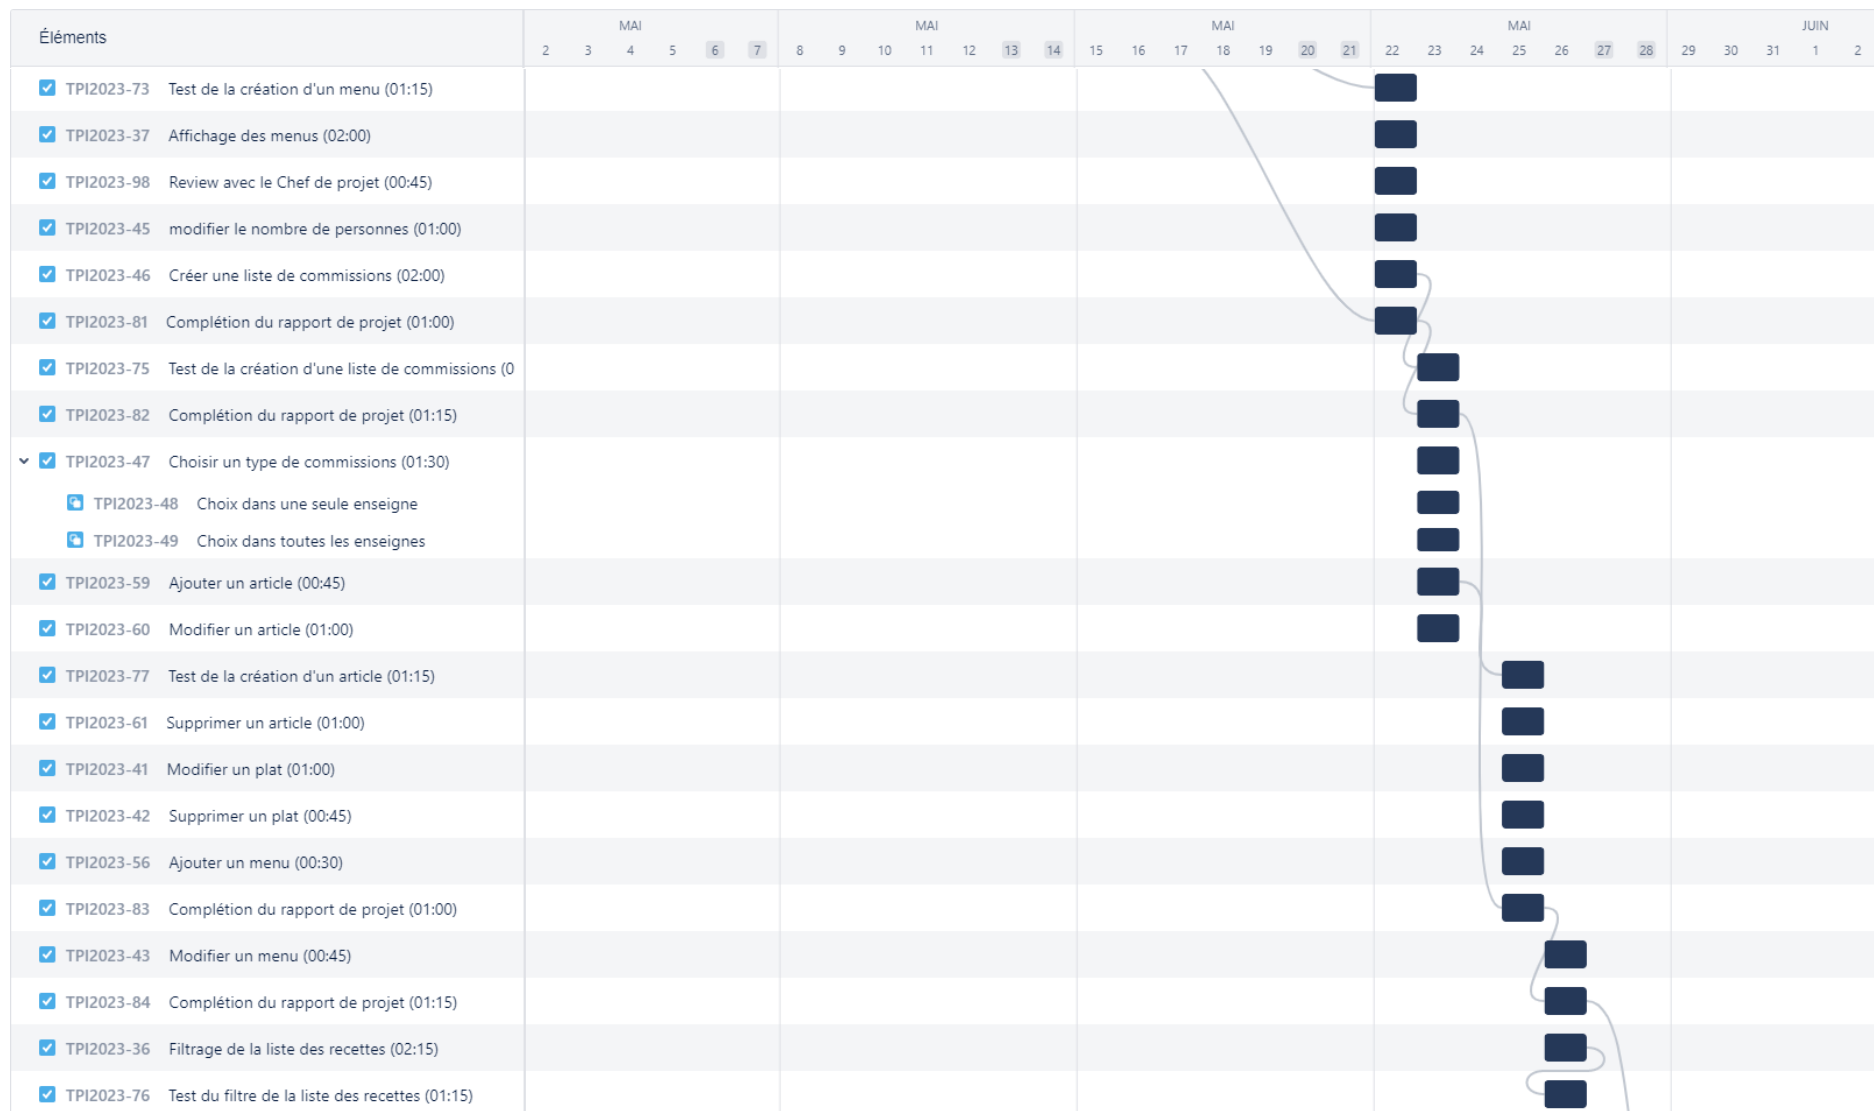 Éléments
MAI MAI MAI MAI JUIN
2 3 4 5 6 7 8 9 10 11 12 13 14 15 16 17 18 19 20 21 22 23 24 25 26 27 28 29 30 31 1 2
TPI2023-73 Test de la création d'un menu (01:15)
TPI2023-37 Affichage des menus (02:00)
TPI2023-98 Review avec le Chef de projet (00:45)
TPI2023-45 modifier le nombre de personnes (01:00)
TPI2023-46 Créer une liste de commissions (02:00)
TPI2023-81 Complétion du rapport de projet (01:00)
TPI2023-75 Test de la création d'une liste de commissions (0
TPI2023-82 Complétion du rapport de projet (01:15)
TPI2023-47 Choisir un type de commissions (01:30)
TPI2023-48 Choix dans une seule enseigne
TPI2023-49 Choix dans toutes les enseignes
TPI2023-59 Ajouter un article (00:45)
TPI2023-60 Modifier un article (01:00)
TPI2023-77 Test de la création d'un article (01:15)
TPI2023-61 Supprimer un article (01:00)
TPI2023-41 Modifier un plat (01:00)
TPI2023-42 Supprimer un plat (00:45)
TPI2023-56 Ajouter un menu (00:30)
TPI2023-83 Complétion du rapport de projet (01:00)
TPI2023-43 Modifier un menu (00:45)
TPI2023-84 Complétion du rapport de projet (01:15)
TPI2023-36 Filtrage de la liste des recettes (02:15)
TPI2023-76 Test du filtre de la liste des recettes (01:15)